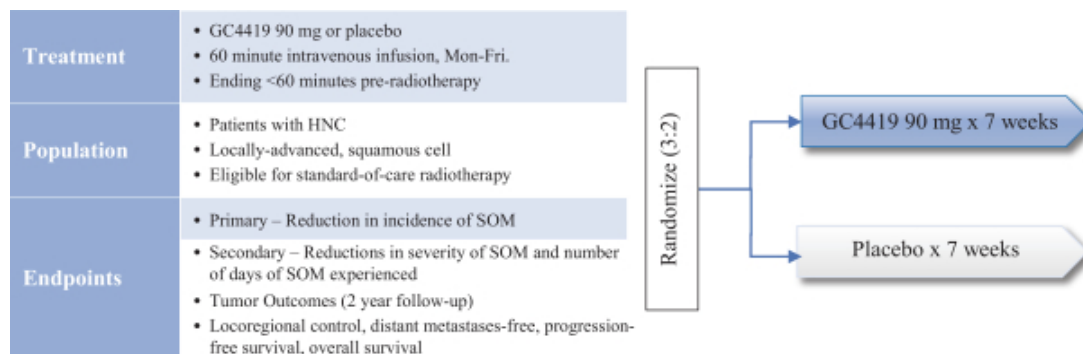 Treatment
• GC4419 90 mg or placebo
• 60 minute intravenous infusion, Mon-Fri.
• Ending <60 minutes pre-radiotherapy
Population
• Patients with HNC
• Locally-advanced, squamous cell
• Eligible for standard-of-care radiotherapy
Endpoints
• Primary – Reduction in incidence of SOM
• Secondary – Reductions in severity of SOM and number
of days of SOM experienced
• Tumor Outcomes (2 year follow-up)
• Locoregional control, distant metastases-free, progression-
free survival, overall survival
Randomize (3:2)
GC4419 90 mg x 7 weeks
Placebo x 7 weeks